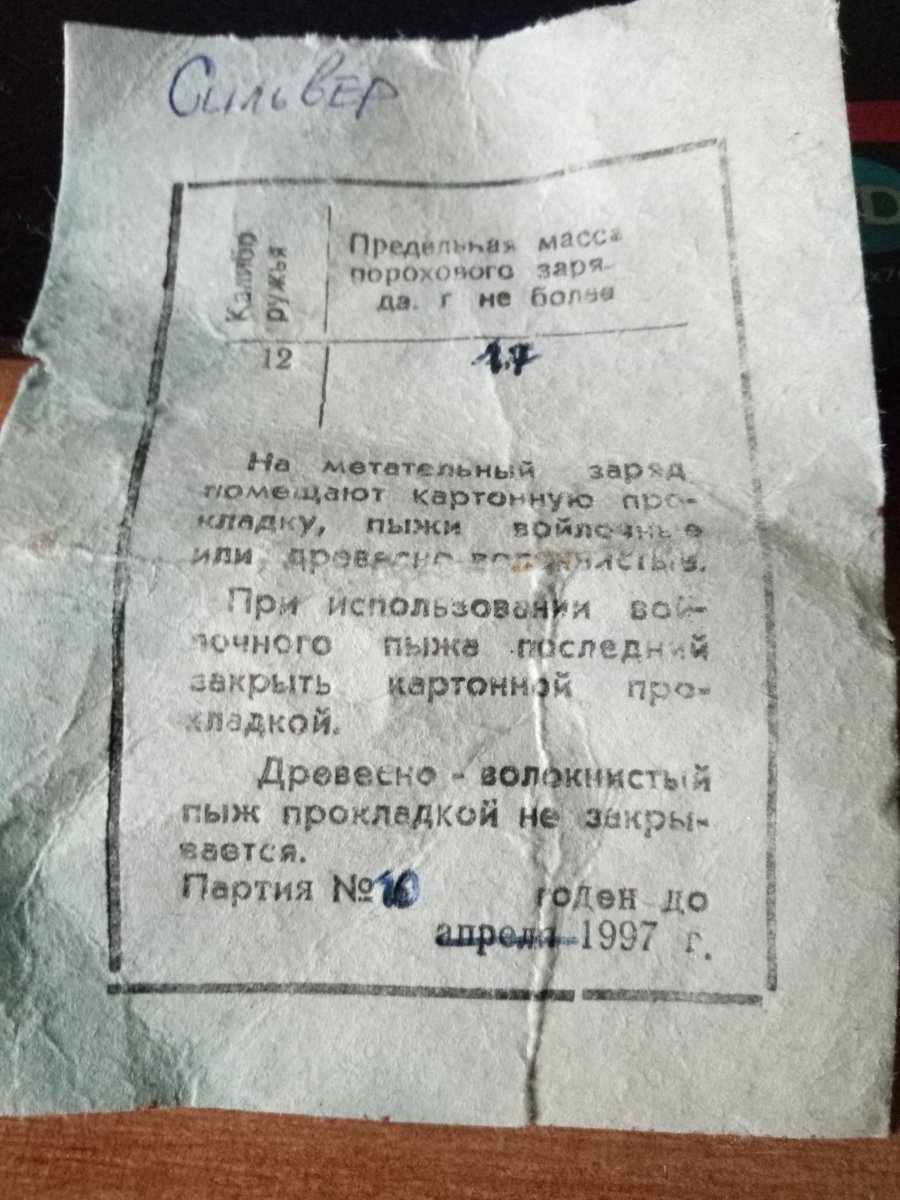 Сильвер
Калибр
ружья
Предельная масса
порохового заря-
да. г не более
12
1.7
На метательный заряд
помещают картонную про-
кладку, пыжи войлочные
или древесно-волокнистые.
При использовании вой-
лочного пыжа последний
закрыть картонной про-
кладкой.
Древесно - волокнистый
пыж прокладкой не закры-
вается.
Партия № годен до
апреля 1997 г.